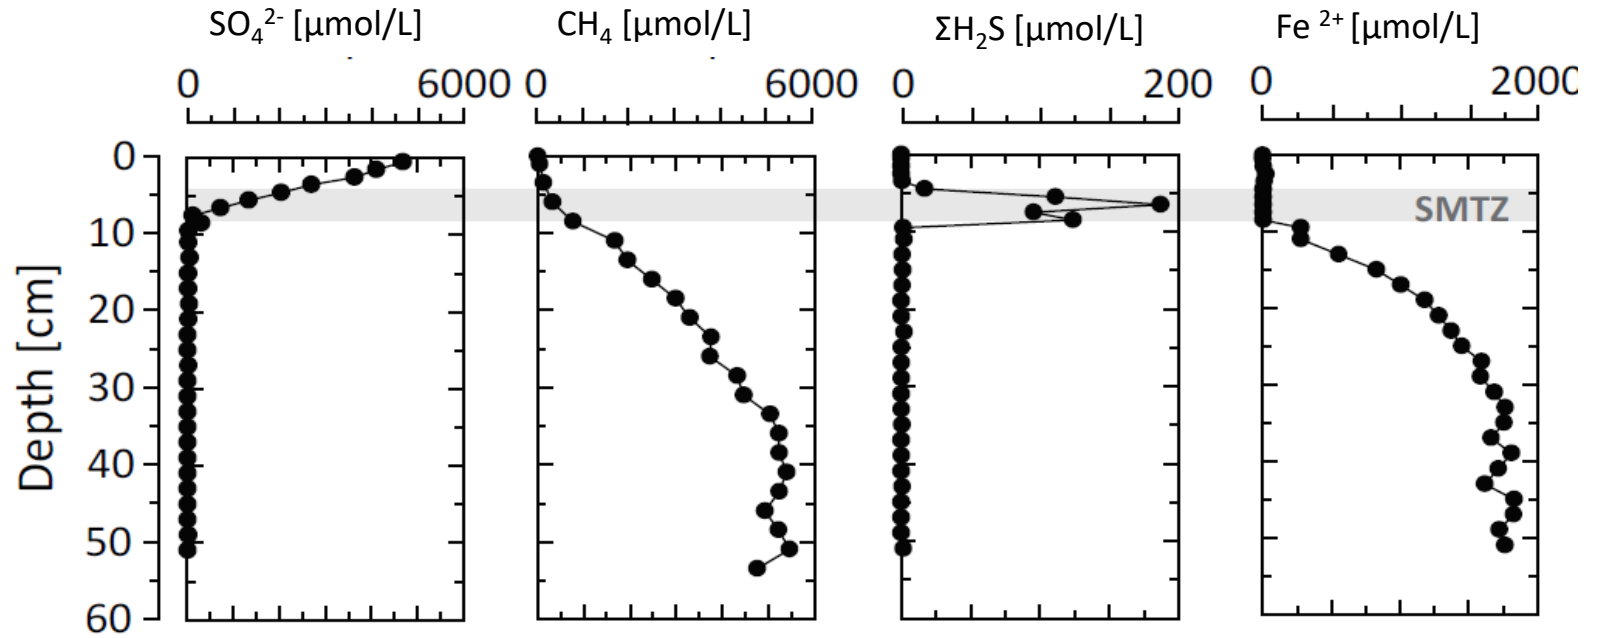 SO₄²⁻ [µmol/L] CH₄ [µmol/L] ΣH₂S [µmol/L] Fe ²⁺ [µmol/L]
0 6000 0 6000 0 200 0 2000
0
SMTZ
10
20
30
40
50
60
Depth [cm]